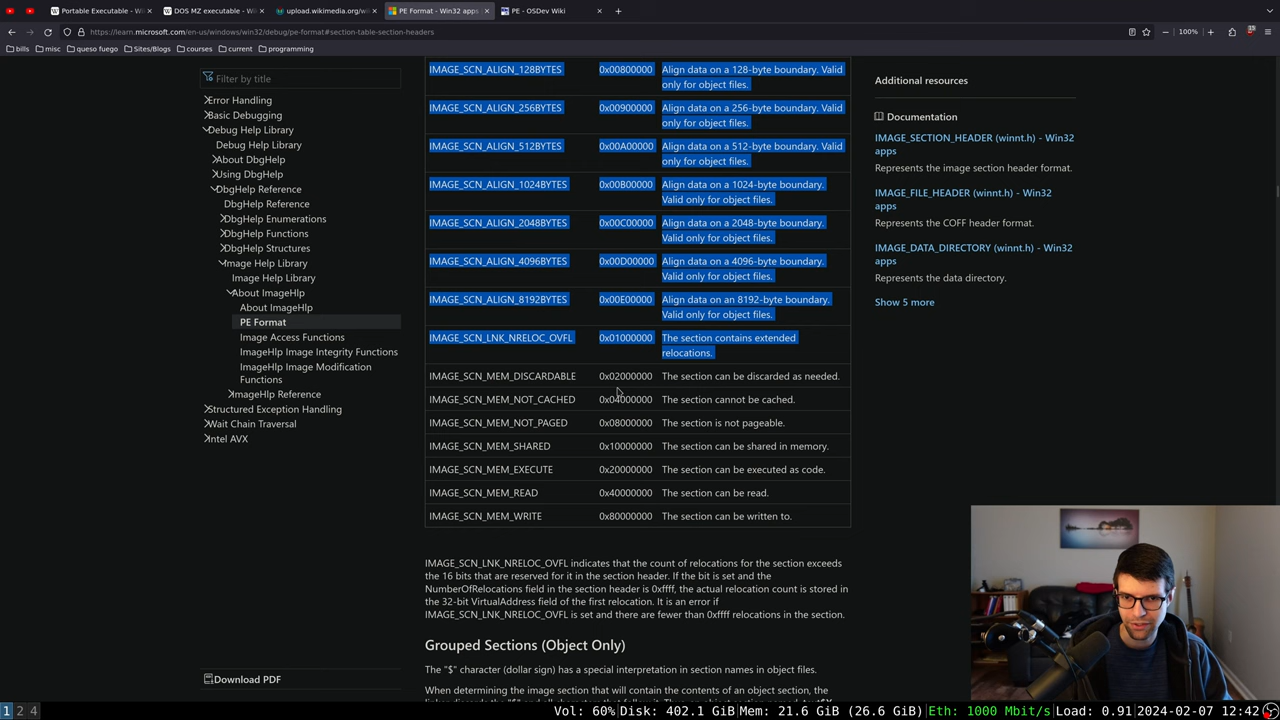 Portable Executable - Wi
DOS MZ executable - Wi
upload.wikimedia.org/wi
PE Format - Win32 apps
PE - OSDev Wiki
https://learn.microsoft.com/en-us/windows/win32/debug/pe-format#section-table-section-headers
100%
bills
misc
queso fuego
Sites/Blogs
courses
current
programming
Filter by title
Error Handling
Basic Debugging
Debug Help Library
Debug Help Library
About DbgHelp
Using DbgHelp
DbgHelp Reference
DbgHelp Reference
DbgHelp Enumerations
DbgHelp Functions
DbgHelp Structures
Image Help Library
Image Help Library
About ImageHlp
About ImageHlp
PE Format
Image Access Functions
ImageHlp Image Integrity Functions
ImageHlp Image Modification
Functions
ImageHlp Reference
Structured Exception Handling
Wait Chain Traversal
Intel AVX
Download PDF
IMAGE_SCN_ALIGN_128BYTES 0x00800000 Align data on a 128-byte boundary. Valid
only for object files.
IMAGE_SCN_ALIGN_256BYTES 0x00900000 Align data on a 256-byte boundary. Valid
only for object files.
IMAGE_SCN_ALIGN_512BYTES 0x00A00000 Align data on a 512-byte boundary. Valid
only for object files.
IMAGE_SCN_ALIGN_1024BYTES 0x00B00000 Align data on a 1024-byte boundary.
Valid only for object files.
IMAGE_SCN_ALIGN_2048BYTES 0x00C00000 Align data on a 2048-byte boundary.
Valid only for object files.
IMAGE_SCN_ALIGN_4096BYTES 0x00D00000 Align data on a 4096-byte boundary.
Valid only for object files.
IMAGE_SCN_ALIGN_8192BYTES 0x00E00000 Align data on an 8192-byte boundary.
Valid only for object files.
IMAGE_SCN_LNK_NRELOC_OVFL 0x01000000 The section contains extended
relocations.
IMAGE_SCN_MEM_DISCARDABLE 0x02000000 The section can be discarded as needed.
IMAGE_SCN_MEM_NOT_CACHED 0x04000000 The section cannot be cached.
IMAGE_SCN_MEM_NOT_PAGED 0x08000000 The section is not pageable.
IMAGE_SCN_MEM_SHARED 0x10000000 The section can be shared in memory.
IMAGE_SCN_MEM_EXECUTE 0x20000000 The section can be executed as code.
IMAGE_SCN_MEM_READ 0x40000000 The section can be read.
IMAGE_SCN_MEM_WRITE 0x80000000 The section can be written to.
IMAGE_SCN_LNK_NRELOC_OVFL indicates that the count of relocations for the section exceeds
the 16 bits that are reserved for it in the section header. If the bit is set and the
NumberOfRelocations field in the section header is 0xffff, the actual relocation count is stored in
the 32-bit VirtualAddress field of the first relocation. It is an error if
IMAGE_SCN_LNK_NRELOC_OVFL is set and there are fewer than 0xffff relocations in the section.
Grouped Sections (Object Only)
The "$" character (dollar sign) has a special interpretation in section names in object files.
When determining the image section that will contain the contents of an object section, the
Additional resources
Documentation
IMAGE_SECTION_HEADER (winnt.h) - Win32
apps
Represents the image section header format.
IMAGE_FILE_HEADER (winnt.h) - Win32
apps
Represents the COFF header format.
IMAGE_DATA_DIRECTORY (winnt.h) - Win32
apps
Represents the data directory.
Show 5 more
1 2 4
Vol: 60% Disk: 402.1 GiB Mem: 21.6 GiB (26.6 GiB) Eth: 1000 Mbit/s Load: 0.91 2024-02-07 12:42